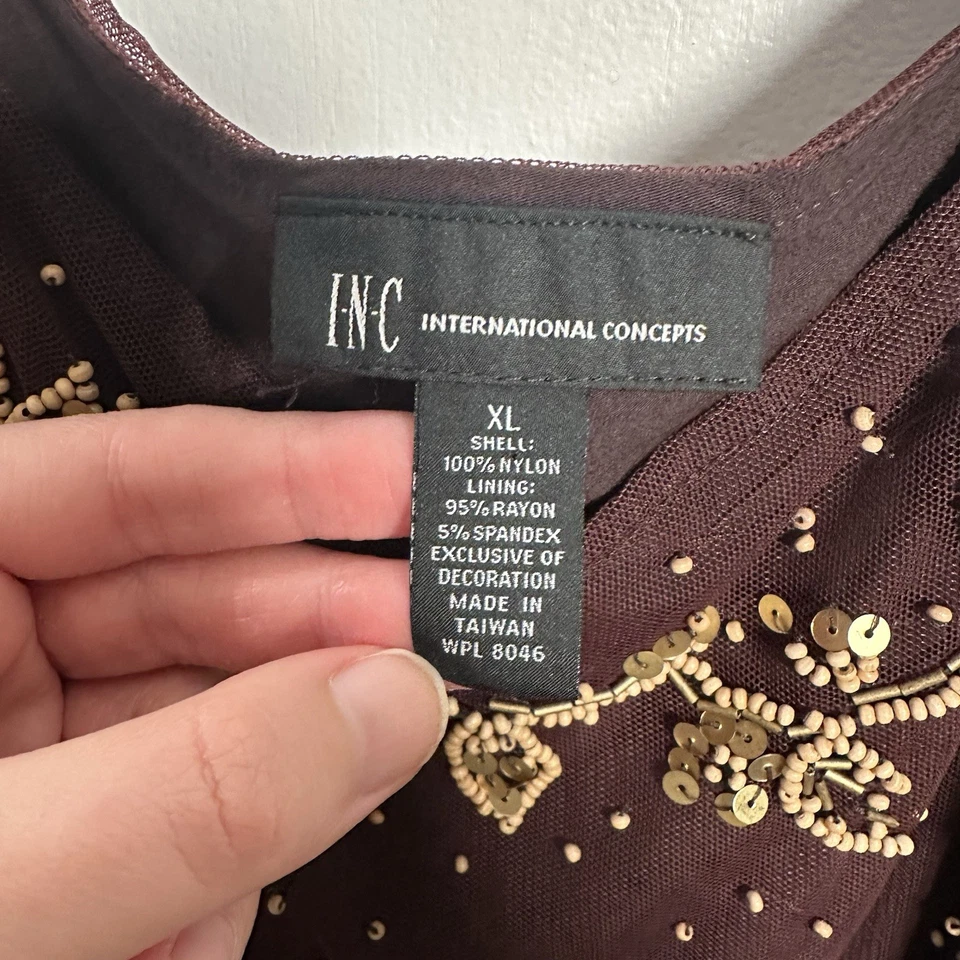 I·N·C INTERNATIONAL CONCEPTS
XL
SHELL:
100% NYLON
LINING:
95% RAYON
5% SPANDEX
EXCLUSIVE OF
DECORATION
MADE IN
TAIWAN
WPL 8046